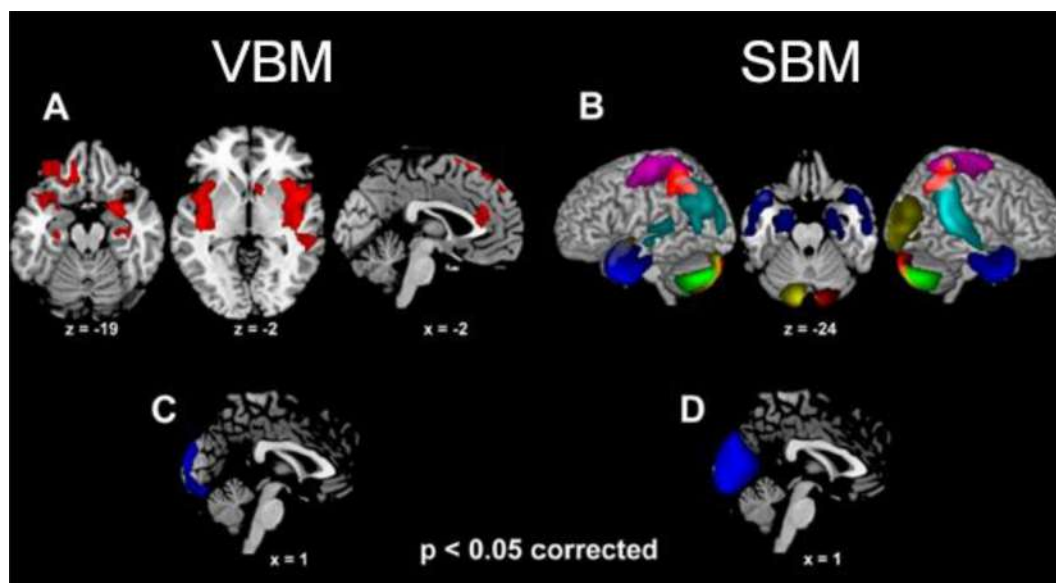 VBM
SBM
A
B
z = -19
z = -2
x = -2
z = -24
C
D
x = 1
x = 1
p < 0.05 corrected